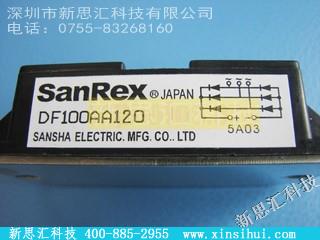 深圳市新思汇科技有限公司
电话：0755-83268160
SanRex ® JAPAN
DF100AA120
SANSHA ELECTRIC. MFG. CO.. LTD
5A03
新思汇科技 400-885-2955 www.xinsihui.com